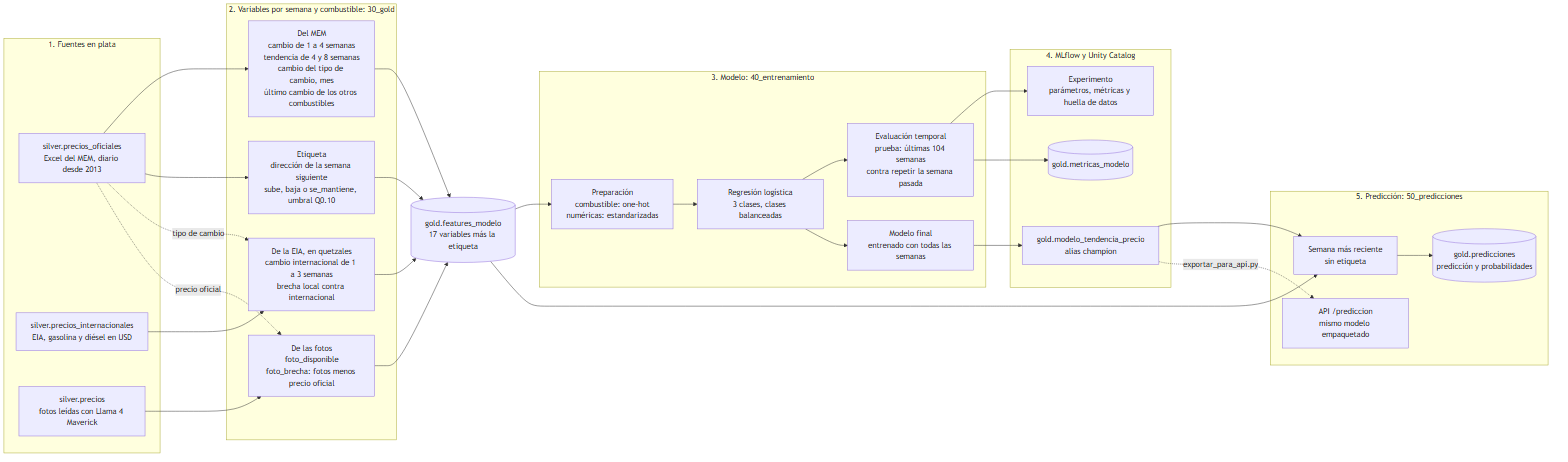 1. Fuentes en plata
silver.precios_oficiales
Excel del MEM, diario
desde 2013
silver.precios_internacionales
EIA, gasolina y diésel en USD
silver.precios
fotos leídas con Llama 4
Maverick
tipo de cambio
precio oficial
2. Variables por semana y combustible: 30_gold
Del MEM
cambio de 1 a 4 semanas
tendencia de 4 y 8 semanas
cambio del tipo de
cambio, mes
último cambio de los otros
combustibles
Etiqueta
dirección de la semana
siguiente
sube, baja o se_mantiene,
umbral Q0.10
De la EIA, en quetzales
cambio internacional de 1
a 3 semanas
brecha local contra
internacional
De las fotos
foto_disponible
foto_brecha: fotos menos
precio oficial
gold.features_modelo
17 variables más la
etiqueta
3. Modelo: 40_entrenamiento
Preparación
combustible: one-hot
numéricas: estandarizadas
Regresión logística
3 clases, clases
balanceadas
Evaluación temporal
prueba: últimas 104
semanas
contra repetir la semana
pasada
Modelo final
entrenado con todas las
semanas
4. MLflow y Unity Catalog
Experimento
parámetros, métricas y
huella de datos
gold.metricas_modelo
gold.modelo_tendencia_precio
alias champion
exportar_para_api.py
5. Predicción: 50_predicciones
Semana más reciente
sin etiqueta
gold.predicciones
predicción y probabilidades
API /prediccion
mismo modelo
empaquetado